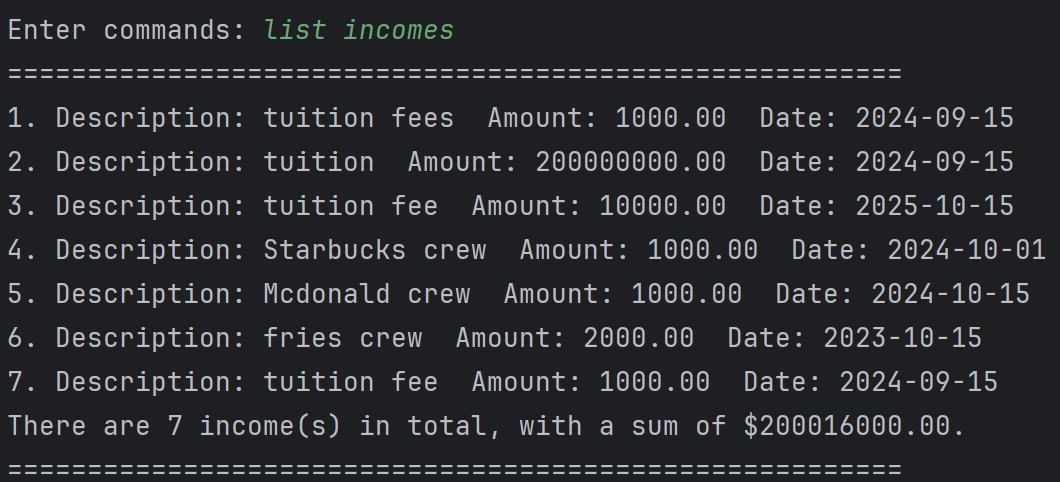 Enter commands: list incomes
========================================================
1. Description: tuition fees  Amount: 1000.00  Date: 2024-09-15
2. Description: tuition  Amount: 200000000.00  Date: 2024-09-15
3. Description: tuition fee  Amount: 10000.00  Date: 2025-10-15
4. Description: Starbucks crew  Amount: 1000.00  Date: 2024-10-01
5. Description: Mcdonald crew  Amount: 1000.00  Date: 2024-10-15
6. Description: fries crew  Amount: 2000.00  Date: 2023-10-15
7. Description: tuition fee  Amount: 1000.00  Date: 2024-09-15
There are 7 income(s) in total, with a sum of $200016000.00.
========================================================